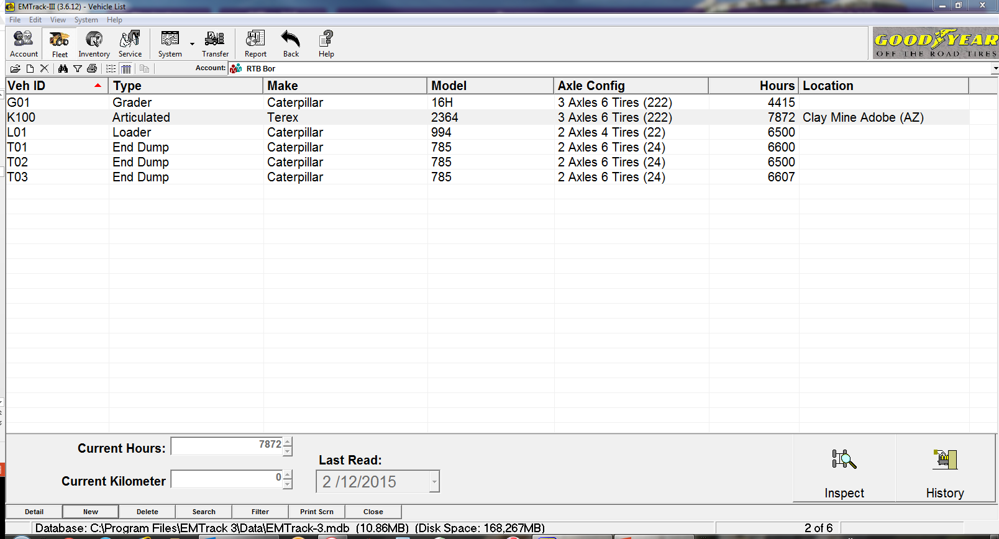 EMTrack-III (3.6.12) - Vehicle List
File Edit View System Help
Account Fleet Inventory Service System Transfer Report Back Help
GOODYEAR
OFF THE ROAD TIRES
Account: RTB Bor
Veh ID Type Make Model Axle Config Hours Location
G01 Grader Caterpillar 16H 3 Axles 6 Tires (222) 4415
K100 Articulated Terex 2364 3 Axles 6 Tires (222) 7872 Clay Mine Adobe (AZ)
L01 Loader Caterpillar 994 2 Axles 4 Tires (22) 6500
T01 End Dump Caterpillar 785 2 Axles 6 Tires (24) 6600
T02 End Dump Caterpillar 785 2 Axles 6 Tires (24) 6500
T03 End Dump Caterpillar 785 2 Axles 6 Tires (24) 6607
Current Hours: 7872
Last Read:
Current Kilometer 0
2 /12/2015
Inspect History
Detail New Delete Search Filter Print Scrn Close
Database: C:\Program Files\EMTrack 3\Data\EMTrack-3.mdb (10.86MB) (Disk Space: 168,267MB) 2 of 6